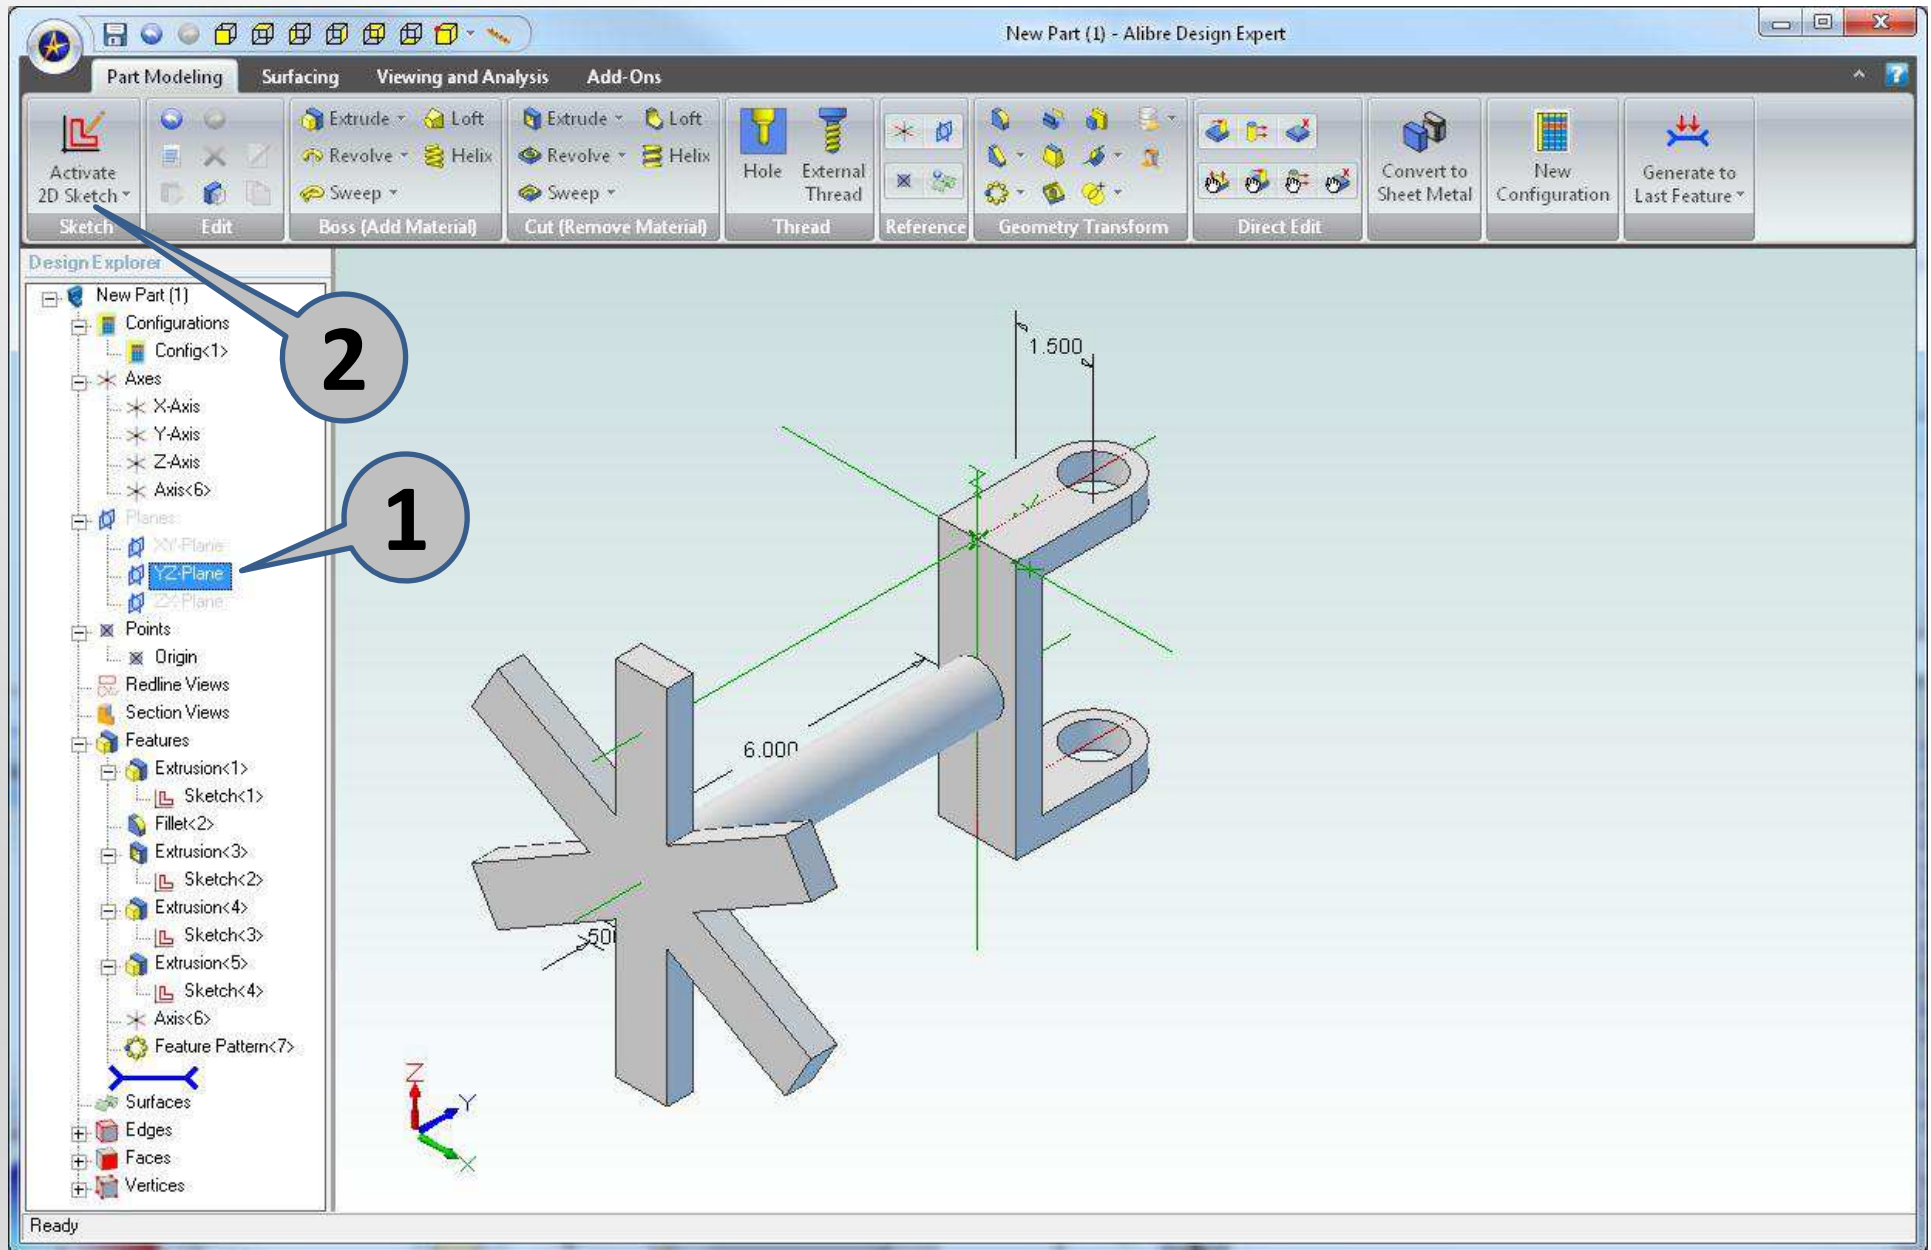 New Part (1) - Alibre Design Expert
Part Modeling Surfacing Viewing and Analysis Add-Ons
Activate 2D Sketch
Sketch
Edit
Extrude Loft
Revolve Helix
Sweep
Boss (Add Material)
Extrude Loft
Revolve Helix
Sweep
Cut (Remove Material)
Hole
External Thread
Thread
Reference
Geometry Transform
Direct Edit
Convert to Sheet Metal
New Configuration
Generate to Last Feature
Design Explorer
New Part (1)
Configurations
Config<1>
Axes
X-Axis
Y-Axis
Z-Axis
Axis<6>
Planes
XY-Plane
YZ-Plane
ZX-Plane
Points
Origin
Redline Views
Section Views
Features
Extrusion<1>
Sketch<1>
Fillet<2>
Extrusion<3>
Sketch<2>
Extrusion<4>
Sketch<3>
Extrusion<5>
Sketch<4>
Axis<6>
Feature Pattern<7>
Surfaces
Edges
Faces
Vertices
2
1
1.500
6.000
.50
Z
Y
X
Ready